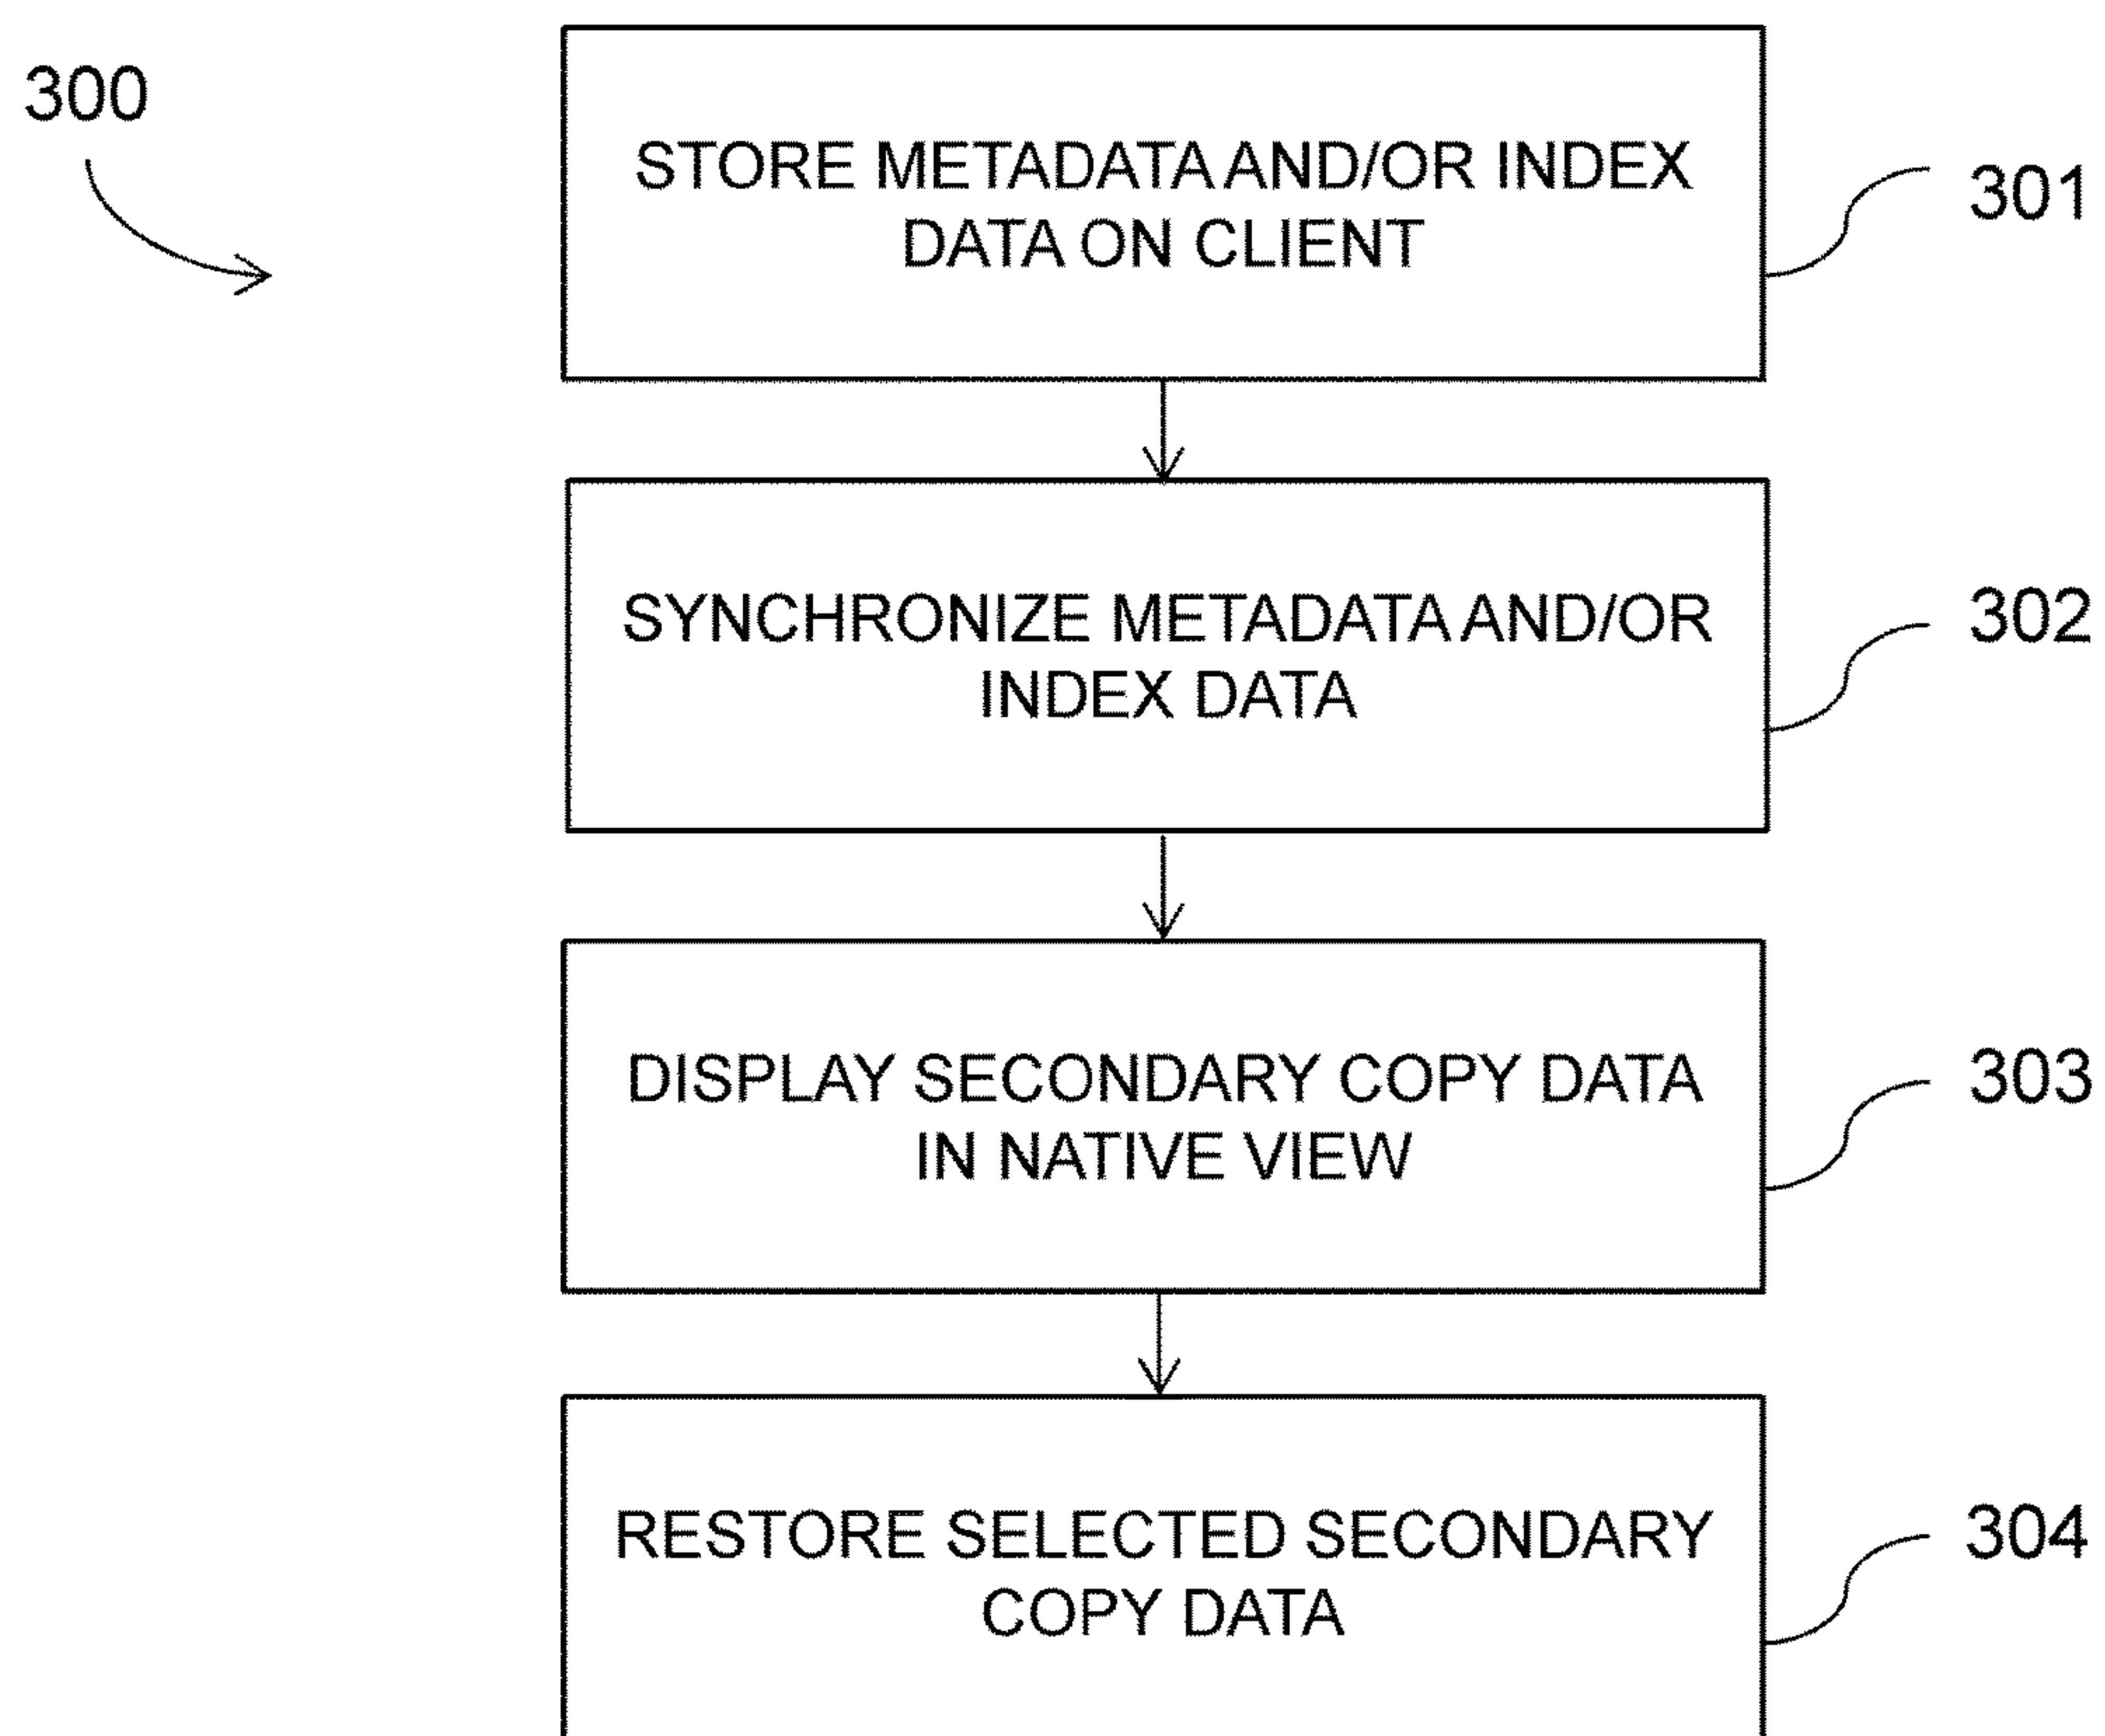 300
STORE METADATA AND/OR INDEX
DATA ON CLIENT
301
SYNCHRONIZE METADATA AND/OR
INDEX DATA
302
DISPLAY SECONDARY COPY DATA
IN NATIVE VIEW
303
RESTORE SELECTED SECONDARY
COPY DATA
304